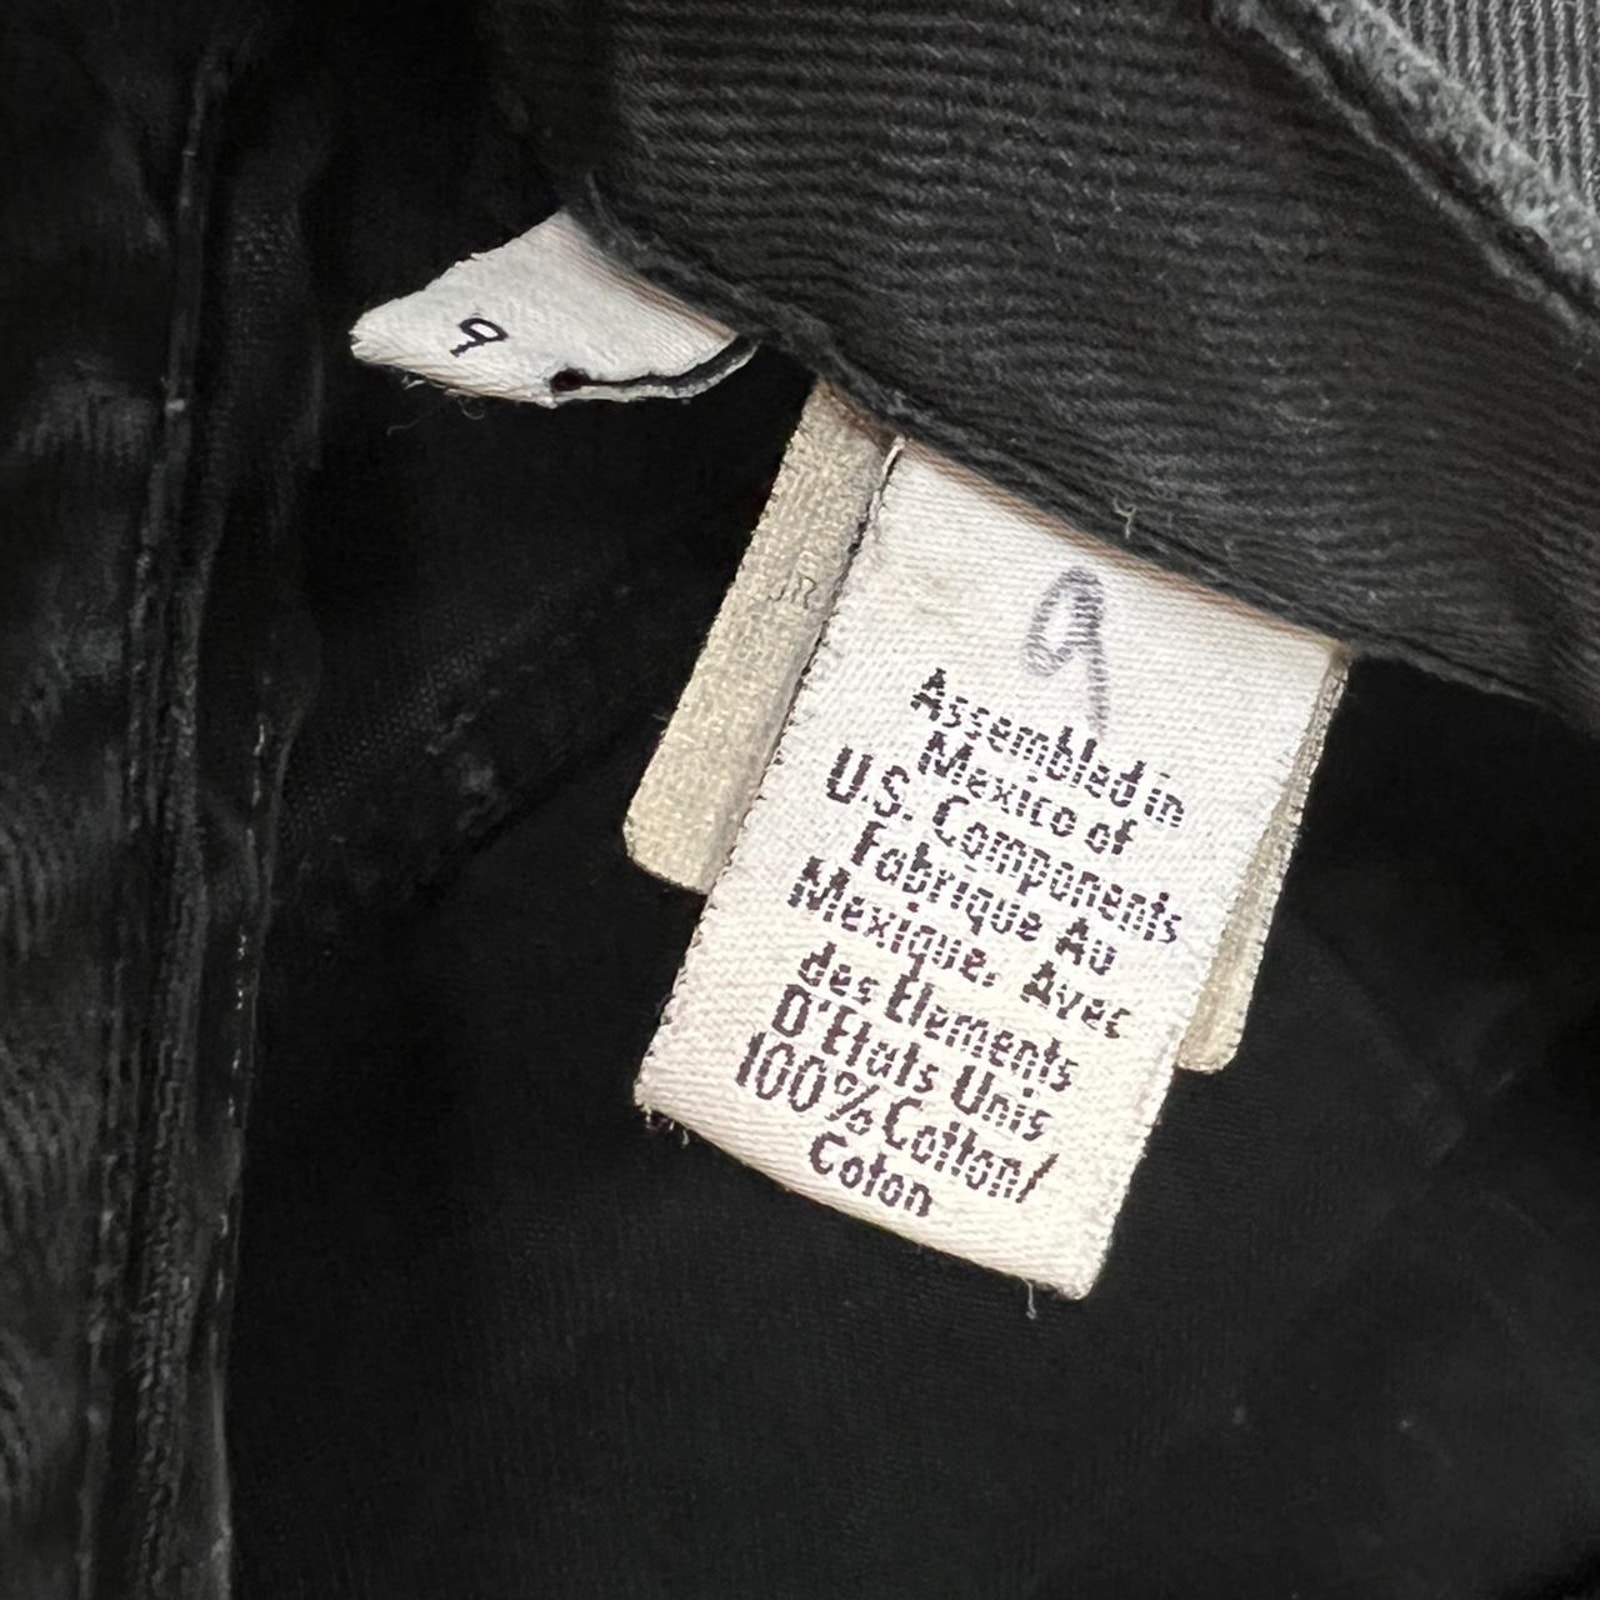 9
9
Assembled in
Mexico of
U.S. Components
Fabrique Au
Mexique, Avec
des Elements
D'Etats Unis
100% Cotton/
Coton